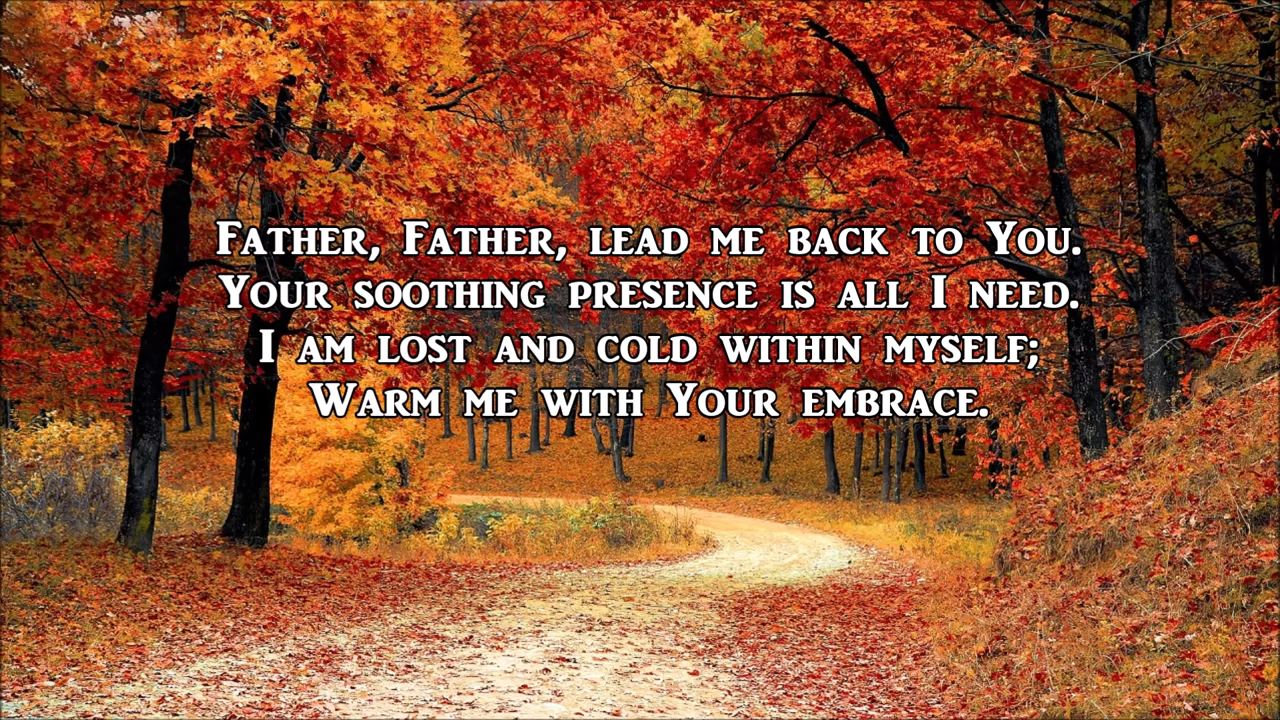 Father, Father, lead me back to You.
Your soothing presence is all I need.
I am lost and cold within myself;
Warm me with Your embrace.